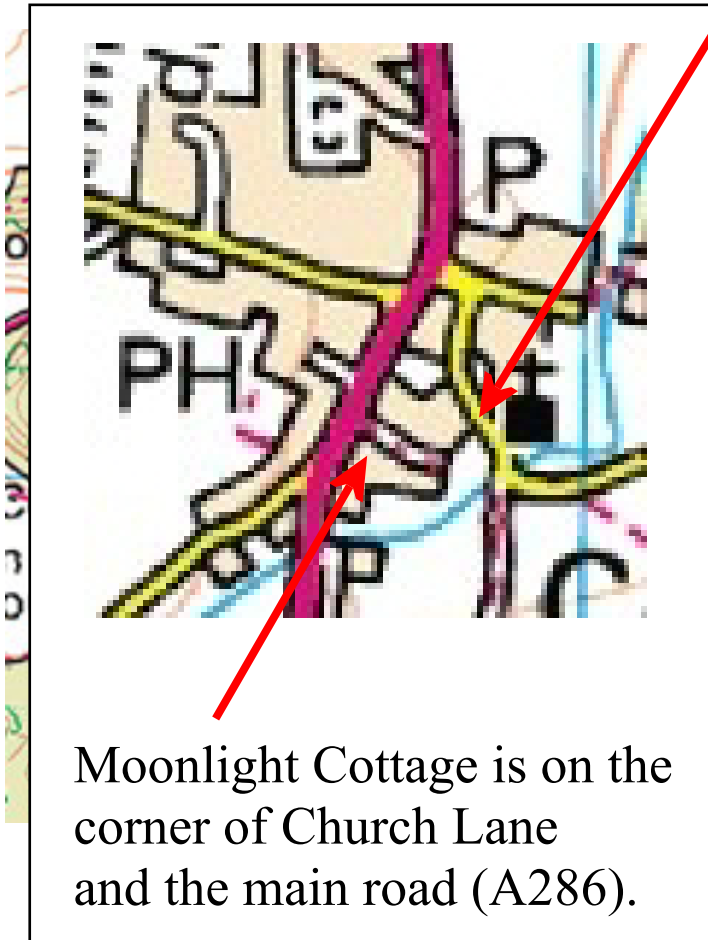 P
PH
C
Moonlight Cottage is on the
corner of Church Lane
and the main road (A286).